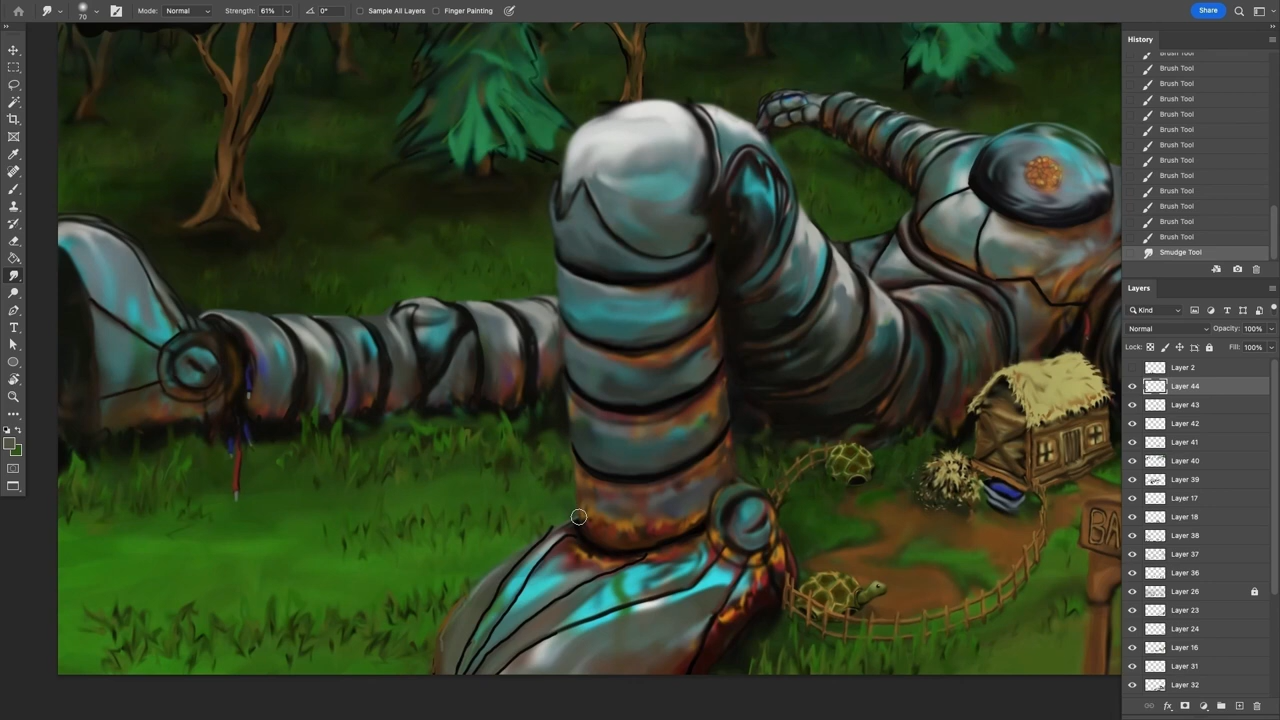 70
Mode: Normal
Strength: 61%
0°
Sample All Layers
Finger Painting
Share
History
Brush Tool
Brush Tool
Brush Tool
Brush Tool
Brush Tool
Brush Tool
Brush Tool
Brush Tool
Brush Tool
Brush Tool
Brush Tool
Brush Tool
Brush Tool
Smudge Tool
Layers
Kind
Normal
Opacity: 100%
Lock:
Fill: 100%
Layer 2
Layer 44
Layer 43
Layer 42
Layer 41
Layer 40
Layer 39
Layer 17
Layer 18
Layer 38
Layer 37
Layer 36
Layer 26
Layer 23
Layer 24
Layer 16
Layer 31
Layer 32
BA